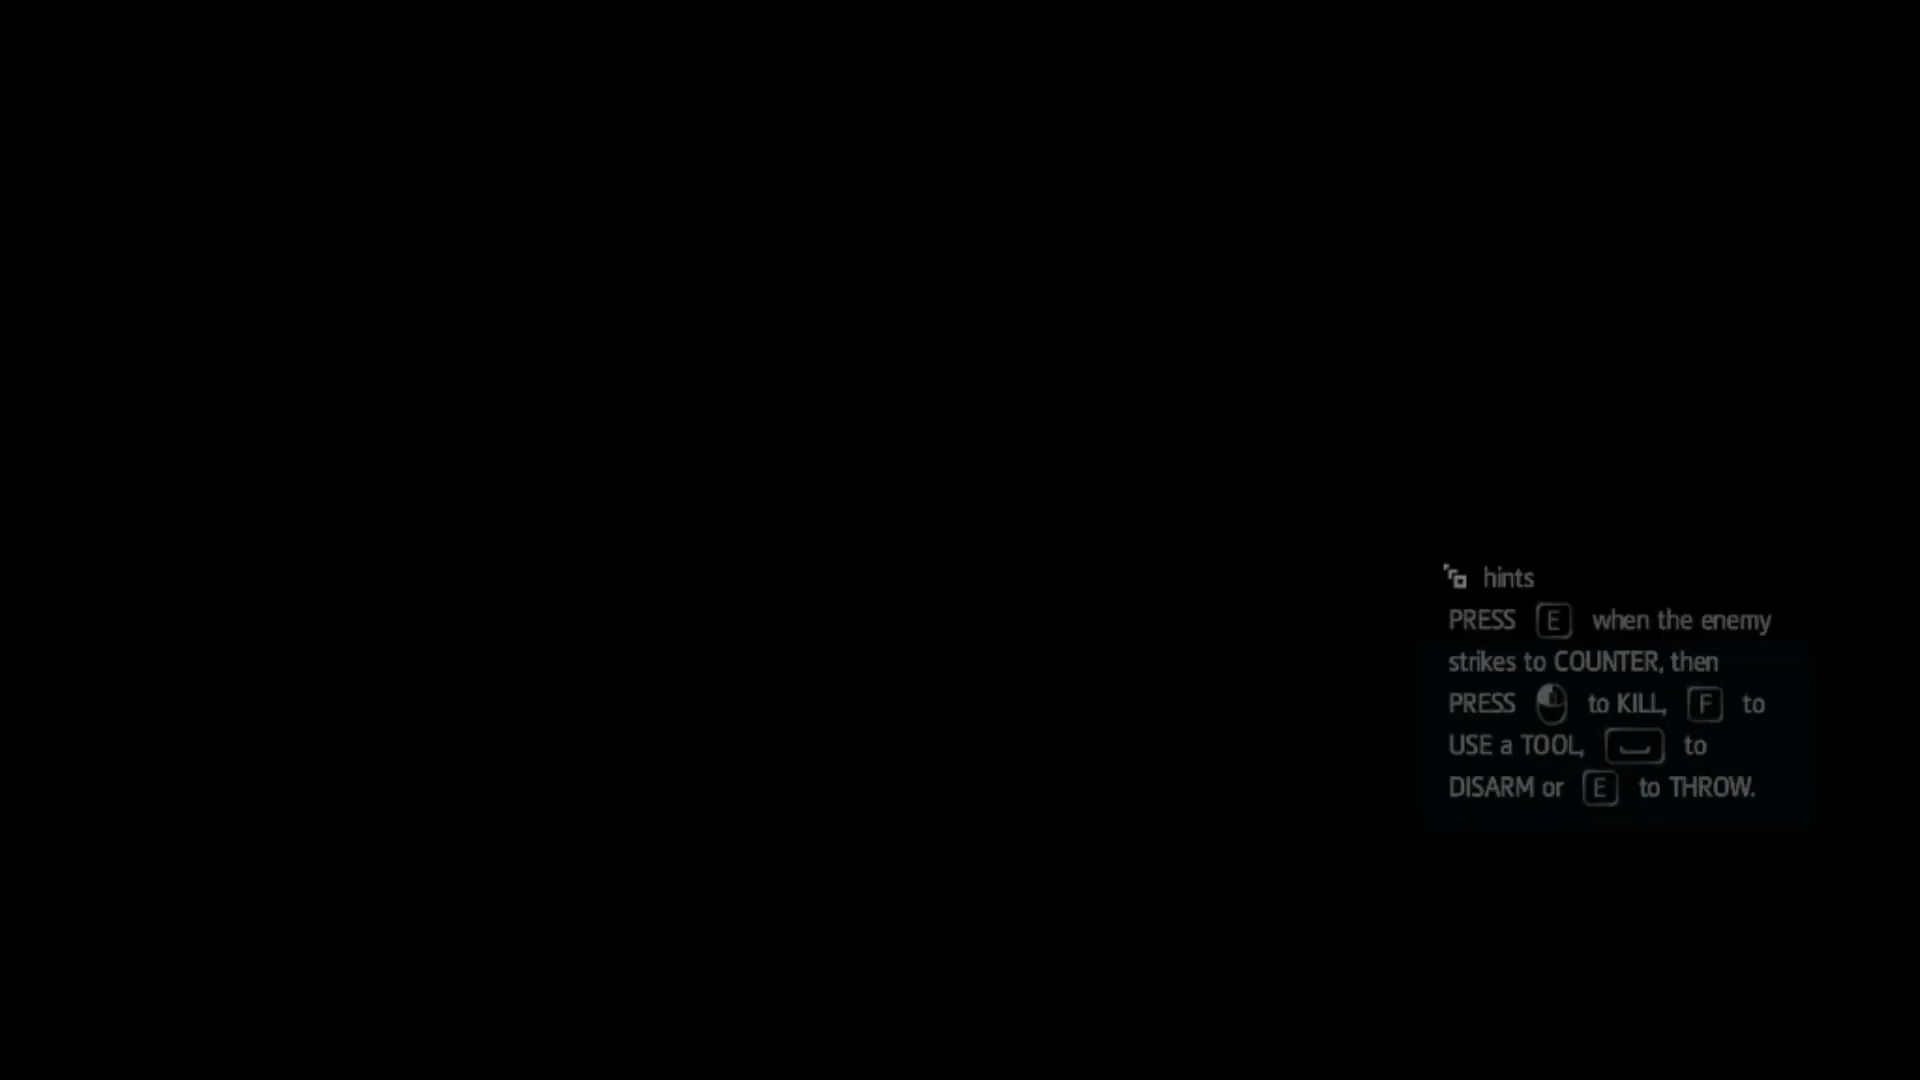 hints
PRESS E when the enemy
strikes to COUNTER, then
PRESS to KILL, F to
USE a TOOL, to
DISARM or E to THROW.